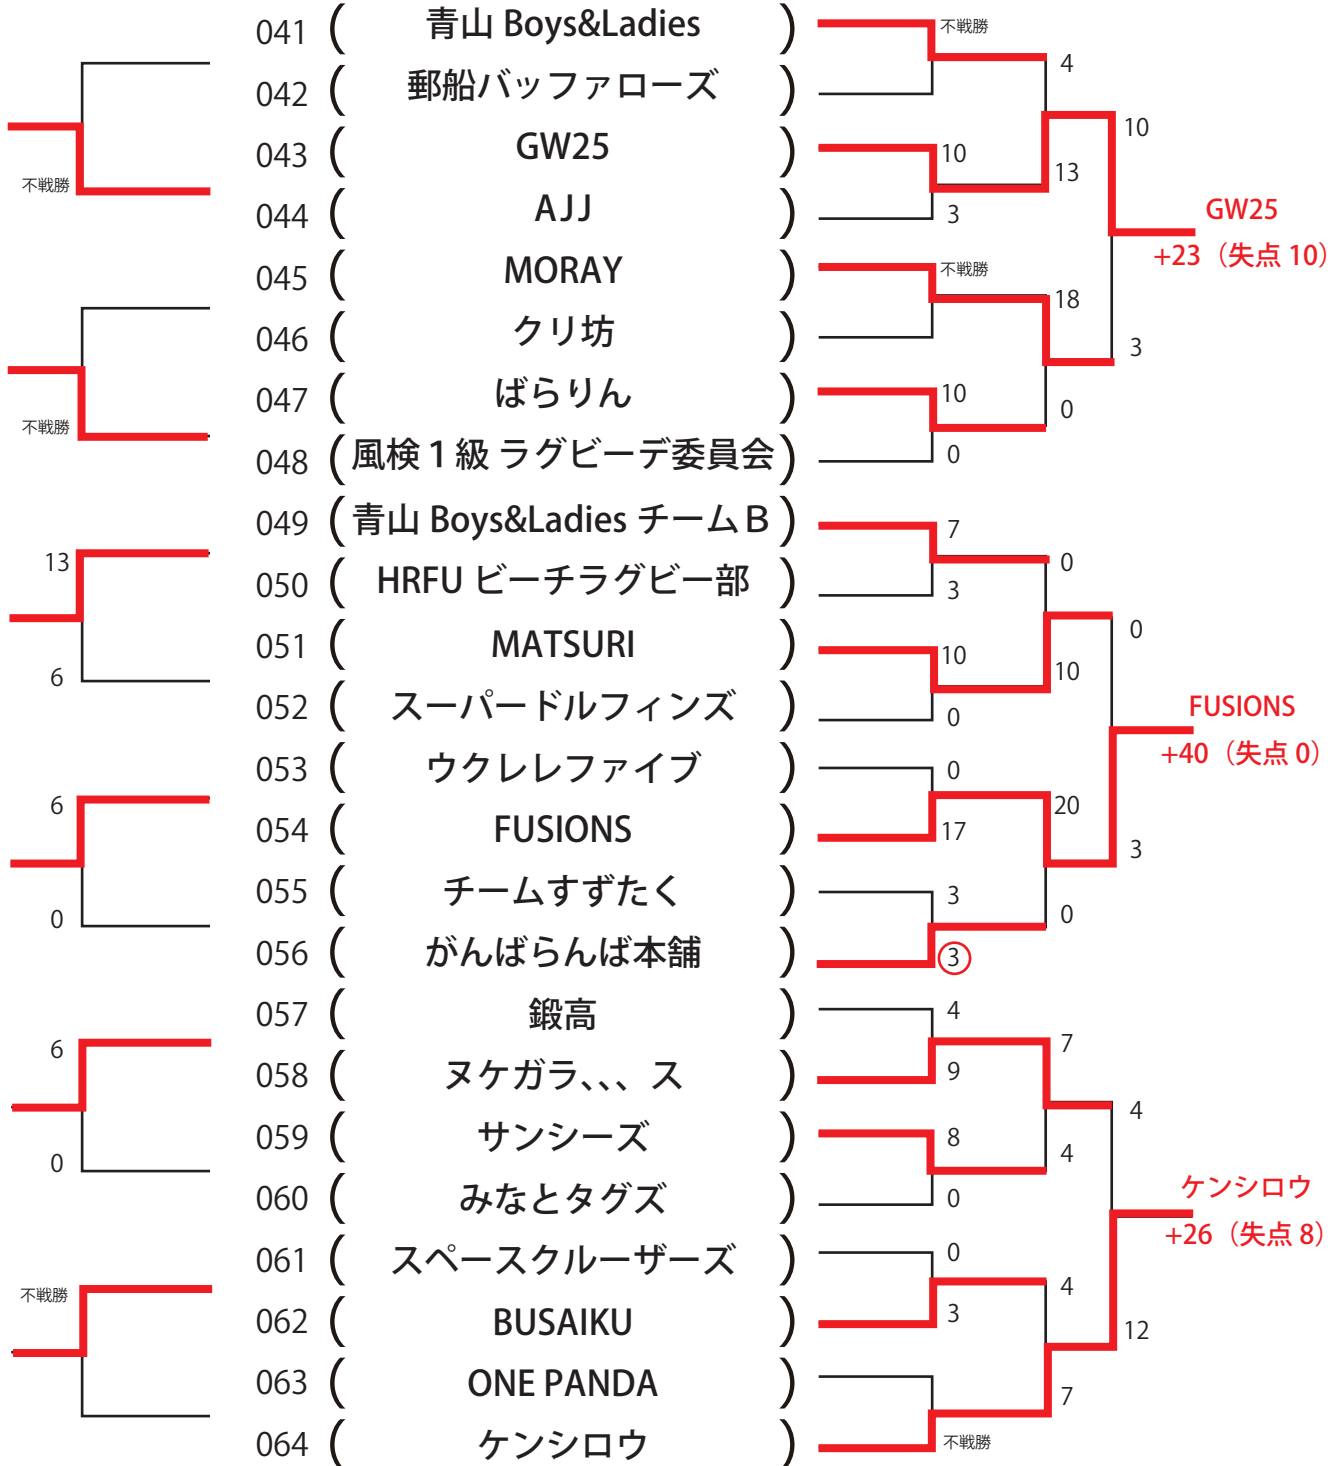 041 ( 青山 Boys&Ladies ) 不戦勝
4
042 ( 郵船バッファローズ )
10
043 ( GW25 ) 10
13
不戦勝
044 ( AJJ ) 3
GW25
+23（失点 10）
045 ( MORAY ) 不戦勝
18
046 ( クリ坊 )
3
047 ( ばらりん ) 10
0
不戦勝
048 ( 風検１級 ラグビーデ委員会 ) 0
049 ( 青山 Boys&Ladies チームＢ ) 7
13
0
050 ( HRFU ビーチラグビー部 ) 3
0
051 ( MATSURI ) 10
6
10
052 ( スーパードルフィンズ ) 0
FUSIONS
+40（失点 0）
053 ( ウクレレファイブ ) 0
6
20
054 ( FUSIONS ) 17
3
055 ( チームすずたく ) 3
0
0
056 ( がんばらんば本舗 ) 3
057 ( 鍛高 ) 4
6
7
058 ( ヌケガラ、、、ス ) 9
4
059 ( サンシーズ ) 8
0
4
060 ( みなとタグズ ) 0
ケンシロウ
+26（失点 8）
061 ( スペースクルーザーズ ) 0
不戦勝
4
062 ( BUSAIKU ) 3
12
063 ( ONE PANDA )
7
064 ( ケンシロウ ) 不戦勝